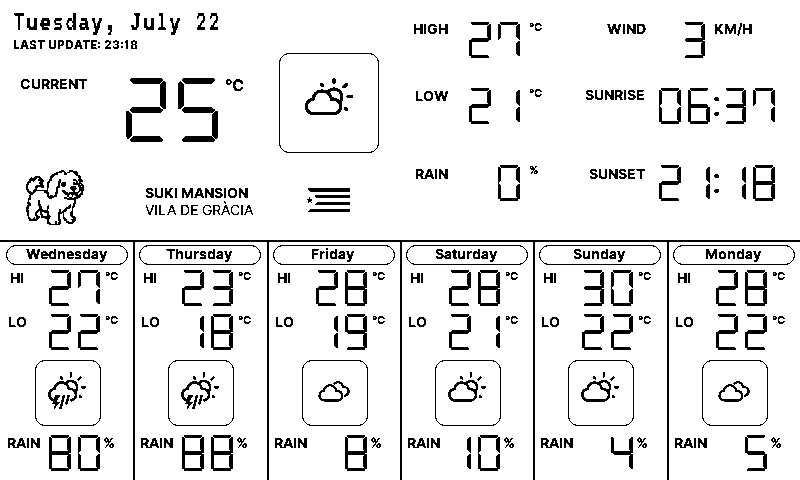 Tuesday, July 22
LAST UPDATE: 23:18
CURRENT 25 °C
HIGH 27 °C
WIND 3 KM/H
LOW 21 °C
SUNRISE 06:37
RAIN 0 %
SUNSET 21:18
SUKI MANSION
VILA DE GRÀCIA
Wednesday Thursday Friday Saturday Sunday Monday
HI 27 °C HI 23 °C HI 28 °C HI 28 °C HI 30 °C HI 28 °C
LO 22 °C LO 18 °C LO 19 °C LO 21 °C LO 22 °C LO 22 °C
RAIN 80 % RAIN 88 % RAIN 8 % RAIN 10 % RAIN 4 % RAIN 5 %